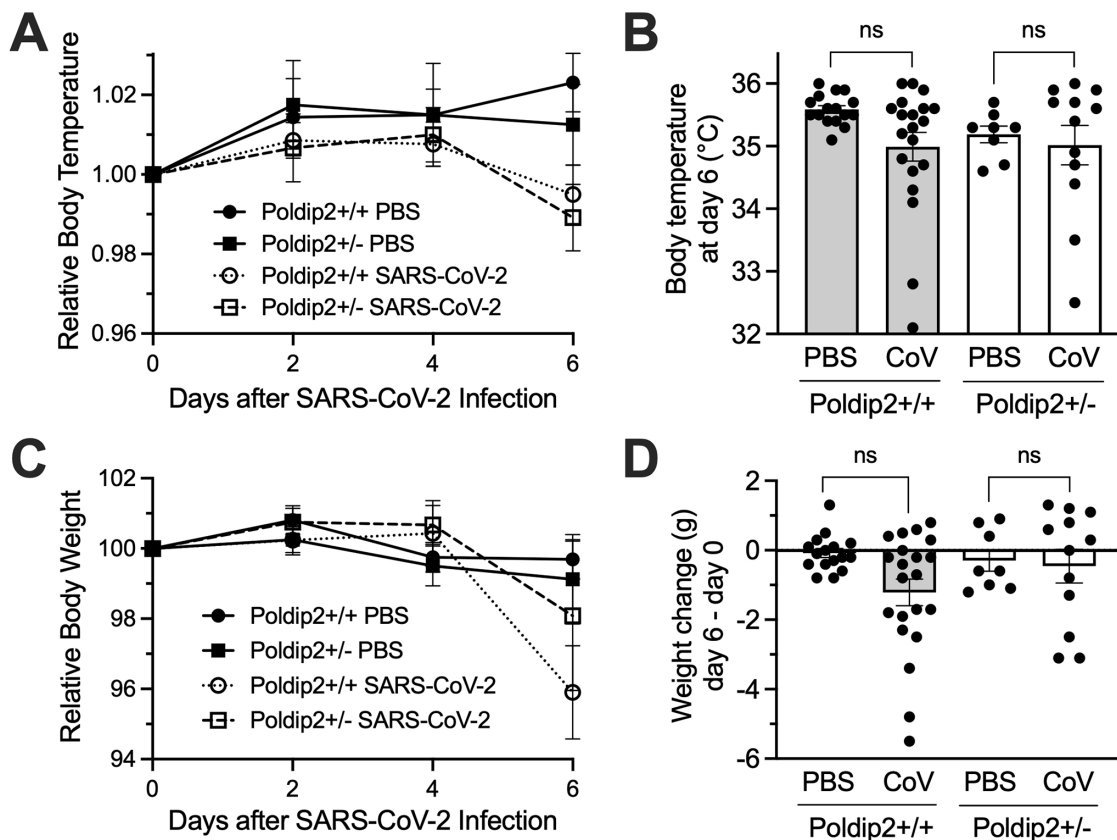 A
Relative Body Temperature
1.02
1.00
0.98
0.96
Poldip2+/+ PBS
Poldip2+/- PBS
Poldip2+/+ SARS-CoV-2
Poldip2+/- SARS-CoV-2
0
2
4
6
Days after SARS-CoV-2 Infection
B
Body temperature
at day 6 (°C)
ns
ns
36
35
34
33
32
PBS
CoV
PBS
CoV
Poldip2+/+
Poldip2+/-
C
Relative Body Weight
102
100
98
96
94
Poldip2+/+ PBS
Poldip2+/- PBS
Poldip2+/+ SARS-CoV-2
Poldip2+/- SARS-CoV-2
0
2
4
6
Days after SARS-CoV-2 Infection
D
Weight change (g)
day 6 - day 0
ns
ns
2
0
-2
-4
-6
PBS
CoV
PBS
CoV
Poldip2+/+
Poldip2+/-